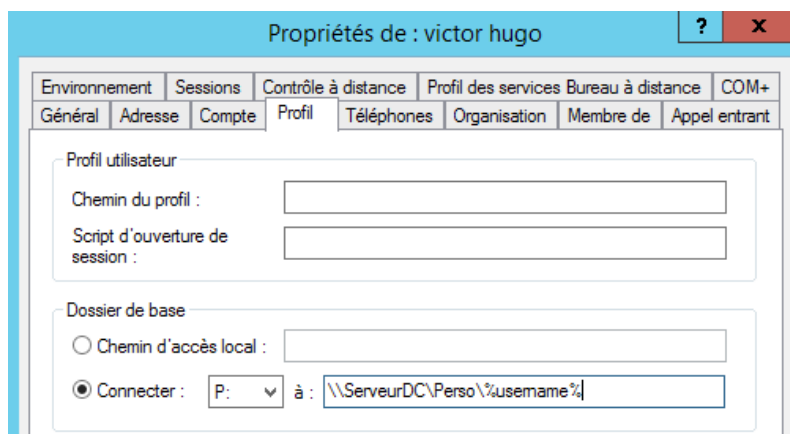 Propriétés de : victor hugo
? x
Environnement Sessions Contrôle à distance Profil des services Bureau à distance COM+
Général Adresse Compte Profil Téléphones Organisation Membre de Appel entrant
Profil utilisateur
Chemin du profil :
Script d'ouverture de
session :
Dossier de base
Chemin d'accès local :
Connecter : P: à : \\ServeurDC\Perso\%username%